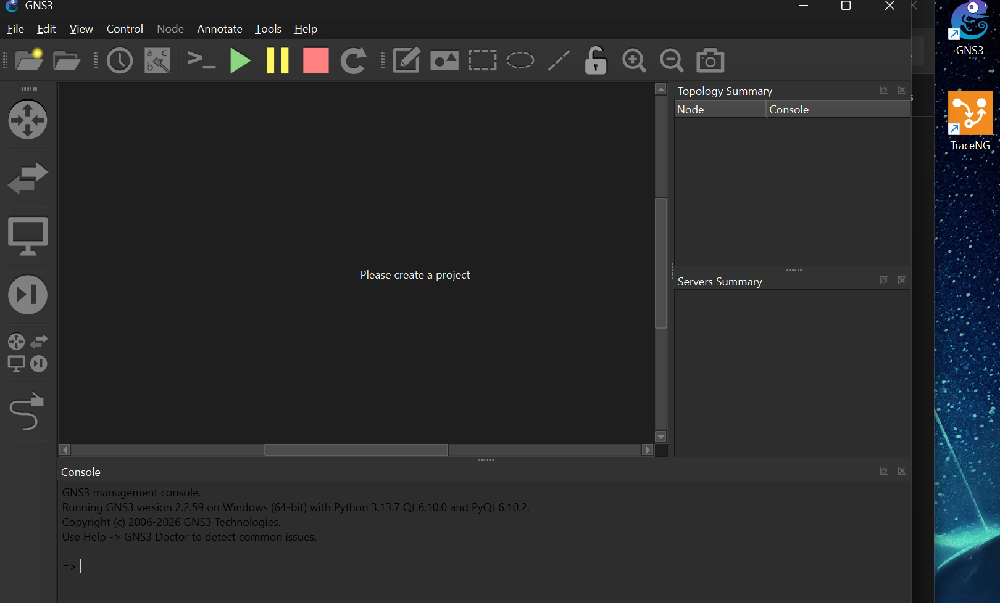 GNS3
File Edit View Control Node Annotate Tools Help
GNS3
a c
b
Topology Summary
Node Console
TraceNG
Please create a project
Servers Summary
Console
GNS3 management console.
Running GNS3 version 2.2.59 on Windows (64-bit) with Python 3.13.7 Qt 6.10.0 and PyQt 6.10.2.
Copyright (c) 2006-2026 GNS3 Technologies.
Use Help -> GNS3 Doctor to detect common issues.
=>